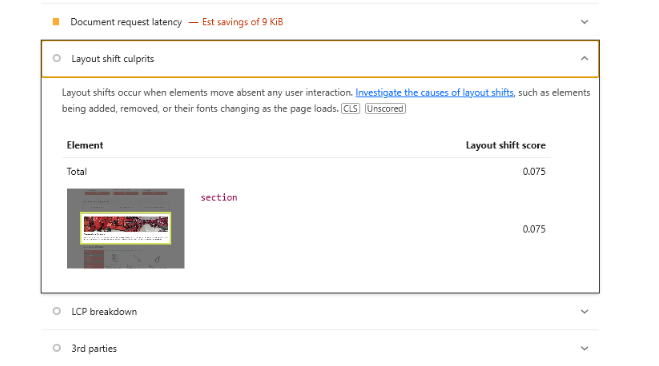 Document request latency — Est savings of 9 KiB
Layout shift culprits
Layout shifts occur when elements move absent any user interaction. Investigate the causes of layout shifts, such as elements
being added, removed, or their fonts changing as the page loads. CLS Unscored
Element Layout shift score
Total 0.075
section
0.075
LCP breakdown
3rd parties